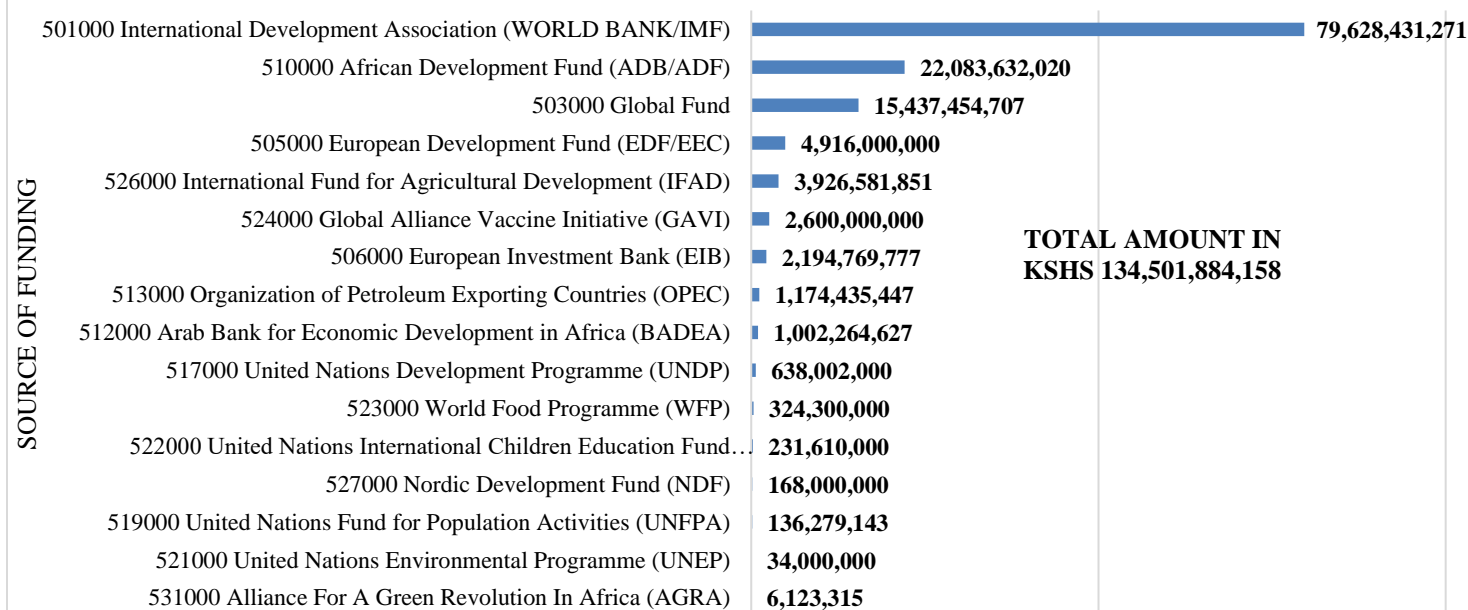 501000 International Development Association (WORLD BANK/IMF) 79,628,431,271
510000 African Development Fund (ADB/ADF) 22,083,632,020
503000 Global Fund 15,437,454,707
505000 European Development Fund (EDF/EEC) 4,916,000,000
526000 International Fund for Agricultural Development (IFAD) 3,926,581,851
524000 Global Alliance Vaccine Initiative (GAVI) 2,600,000,000
506000 European Investment Bank (EIB) 2,194,769,777
513000 Organization of Petroleum Exporting Countries (OPEC) 1,174,435,447
512000 Arab Bank for Economic Development in Africa (BADEA) 1,002,264,627
517000 United Nations Development Programme (UNDP) 638,002,000
523000 World Food Programme (WFP) 324,300,000
522000 United Nations International Children Education Fund… 231,610,000
527000 Nordic Development Fund (NDF) 168,000,000
519000 United Nations Fund for Population Activities (UNFPA) 136,279,143
521000 United Nations Environmental Programme (UNEP) 34,000,000
531000 Alliance For A Green Revolution In Africa (AGRA) 6,123,315
SOURCE OF FUNDING
TOTAL AMOUNT IN
KSHS 134,501,884,158